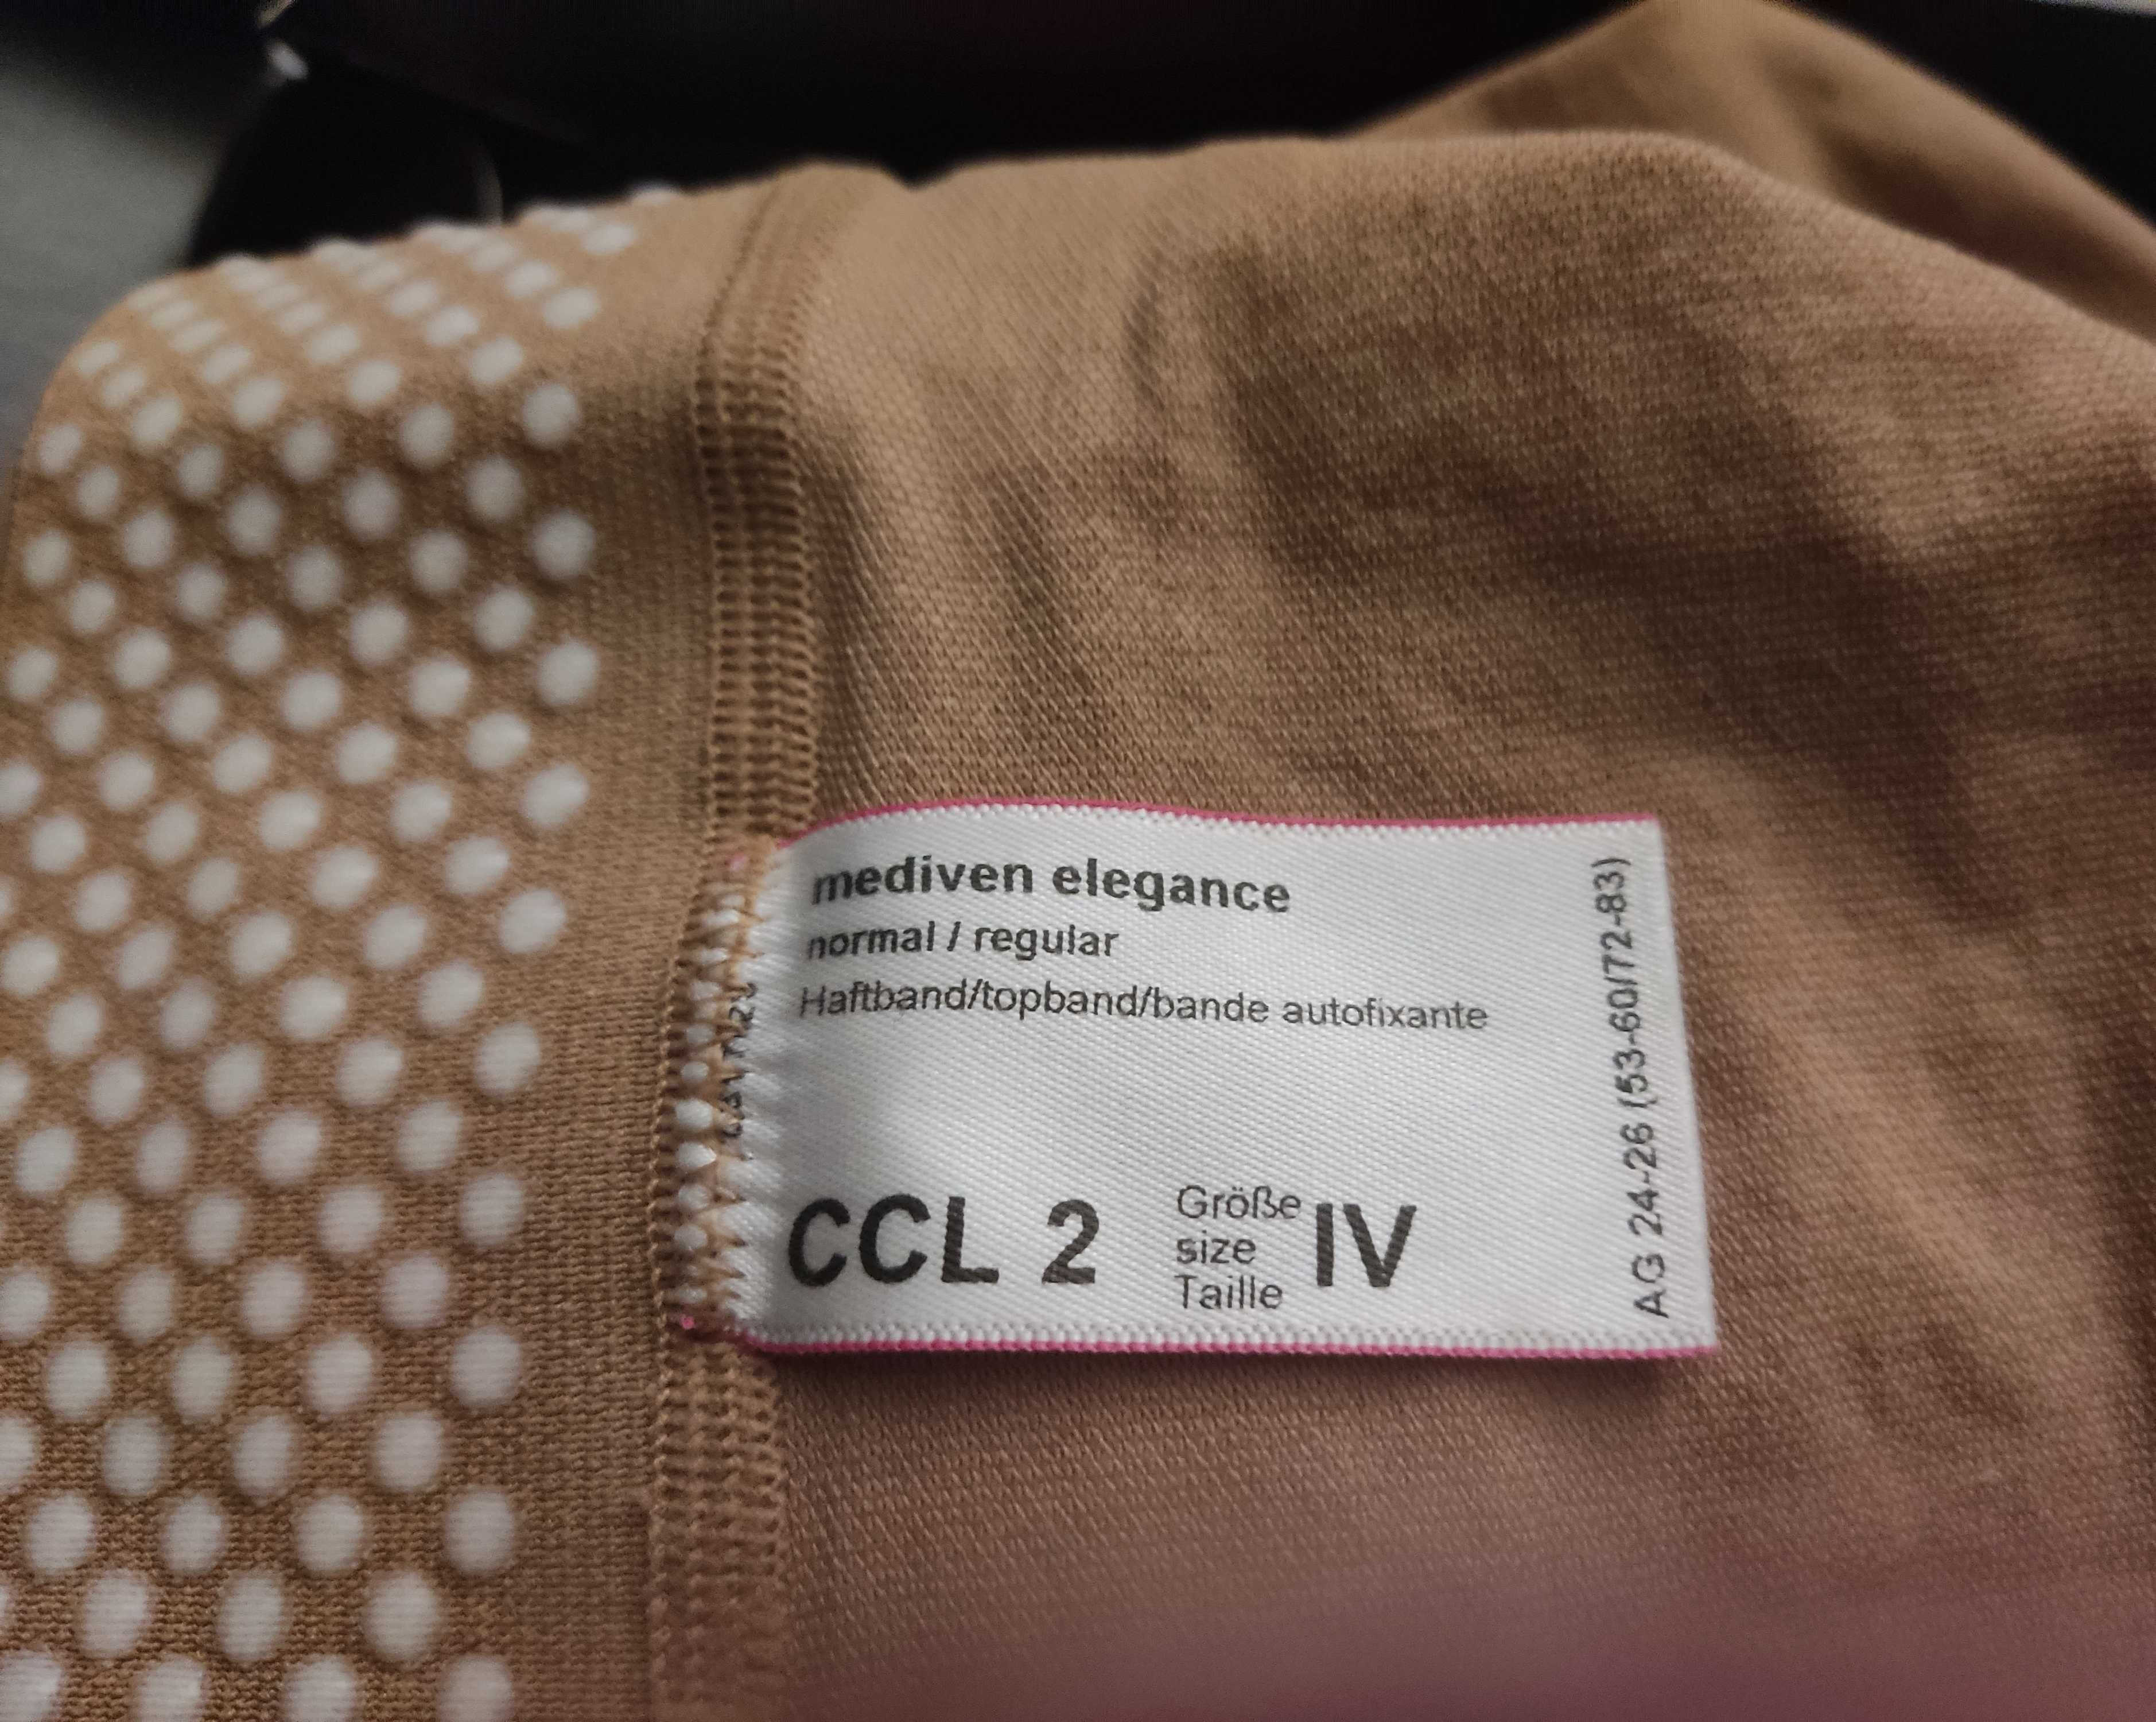 mediven elegance
normal / regular
Haftband/topband/bande autofixante
CCL 2
Größe
size
Taille
IV
AG 24-26 (53-60/72-83)